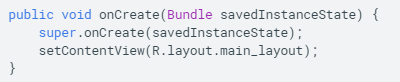 public void onCreate(Bundle savedInstanceState) {
    super.onCreate(savedInstanceState);
    setContentView(R.layout.main_layout);
}